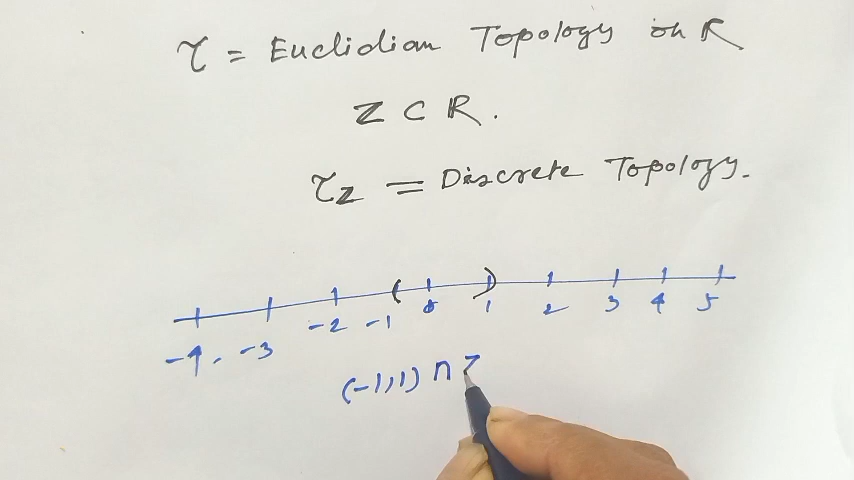 τ = Euclidian Topology on R
Z ⊂ R.
τz = Discrete Topology.
-4 -3 -2 -1 0 1 2 3 4 5
(-1,1) ∩ Z